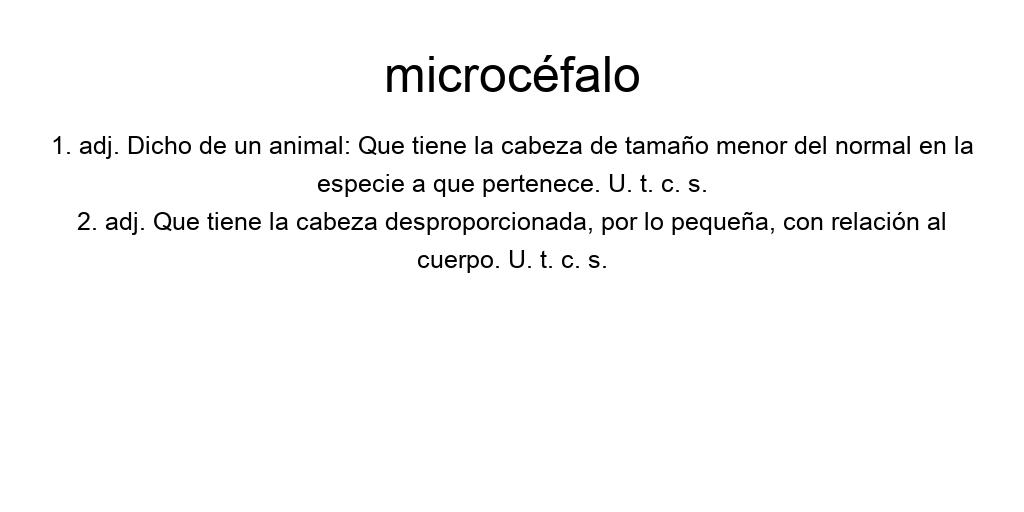 microcéfalo
1. adj. Dicho de un animal: Que tiene la cabeza de tamaño menor del normal en la
especie a que pertenece. U. t. c. s.
2. adj. Que tiene la cabeza desproporcionada, por lo pequeña, con relación al
cuerpo. U. t. c. s.